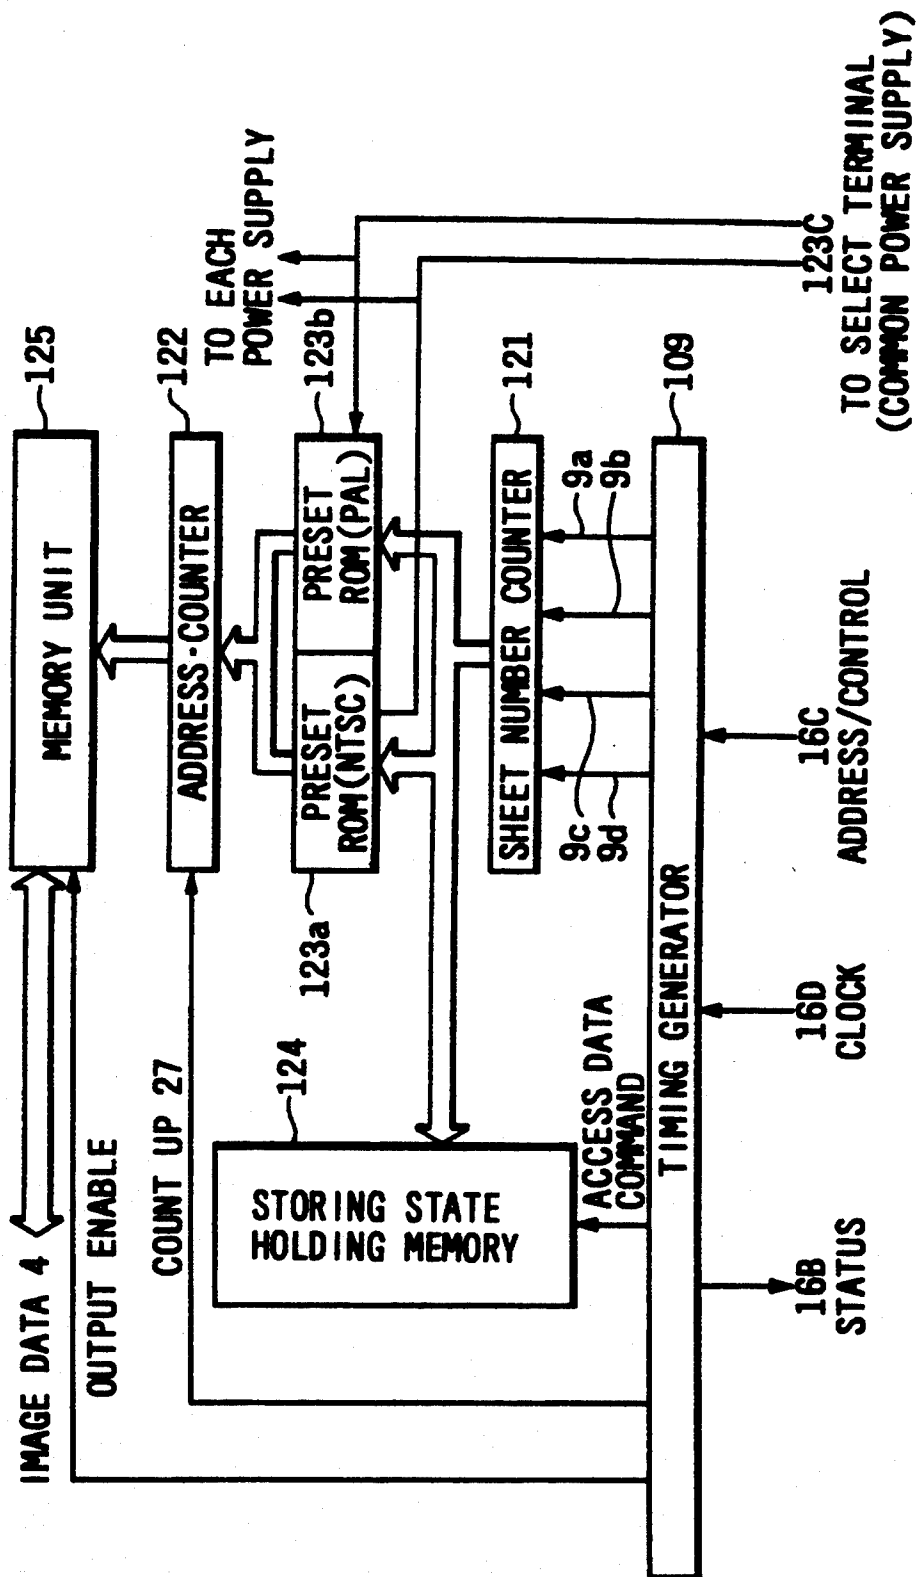 IMAGE DATA 4
OUTPUT ENABLE
COUNT UP 27
MEMORY UNIT
125
ADDRESS·COUNTER
122
TO EACH
POWER SUPPLY
PRESET
ROM(NTSC)
PRESET
ROM(PAL)
123a
123b
124
STORING STATE
HOLDING MEMORY
SHEET NUMBER COUNTER
121
ACCESS DATA
COMMAND
9d
9c
9b
9a
TIMING GENERATOR
109
16B
STATUS
16D
CLOCK
16C
ADDRESS/CONTROL
123C
TO SELECT TERMINAL
(COMMON POWER SUPPLY)